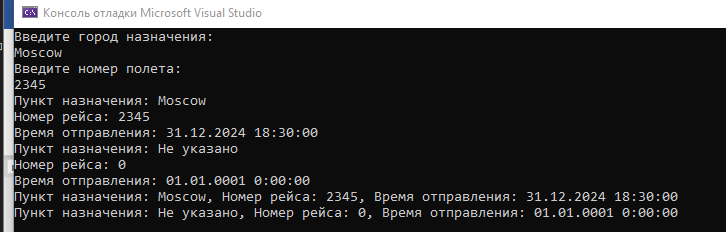 Консоль отладки Microsoft Visual Studio
Введите город назначения:
Moscow
Введите номер полета:
2345
Пункт назначения: Moscow
Номер рейса: 2345
Время отправления: 31.12.2024 18:30:00
Пункт назначения: Не указано
Номер рейса: 0
Время отправления: 01.01.0001 0:00:00
Пункт назначения: Moscow, Номер рейса: 2345, Время отправления: 31.12.2024 18:30:00
Пункт назначения: Не указано, Номер рейса: 0, Время отправления: 01.01.0001 0:00:00